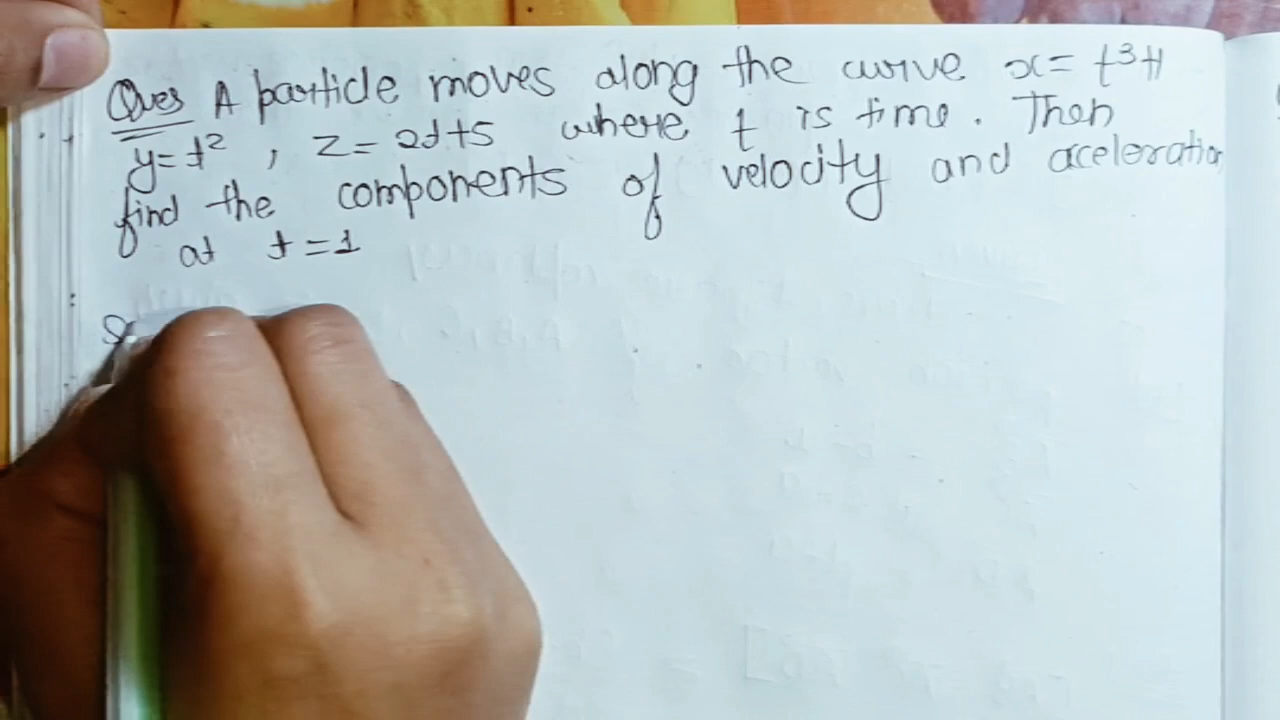 Ques A particle moves along the curve x = t³+1
y = t² , z = 2t+5 where t is time. Then
find the components of velocity and aceleration
at t = 1
S